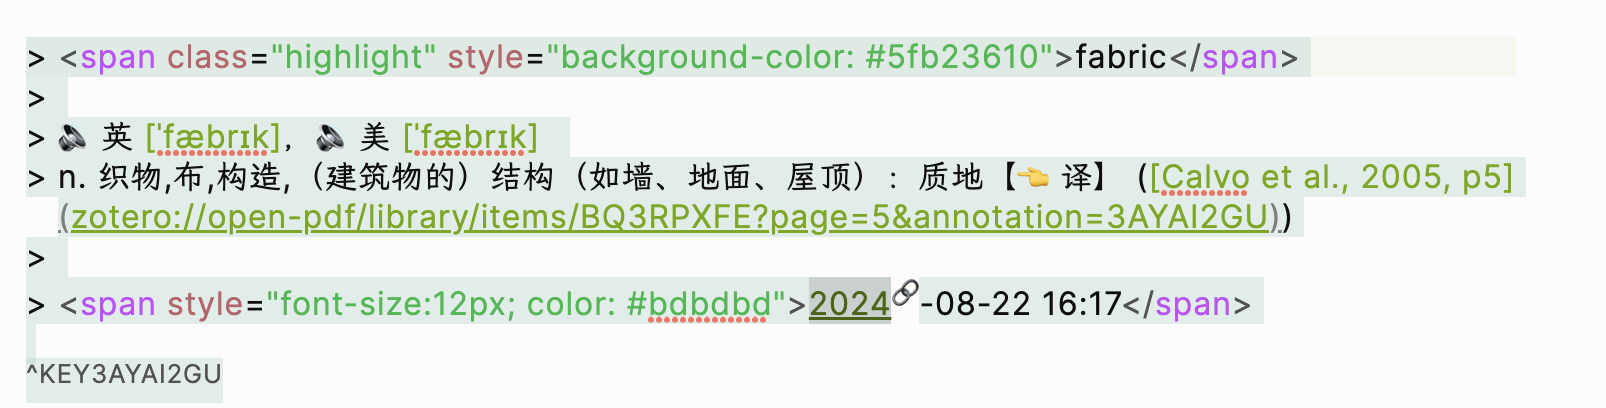 > <span class="highlight" style="background-color: #5fb23610">fabric</span>
>
> 🔊 英 ['fæbrɪk]，🔊 美 ['fæbrɪk]
> n. 织物,布,构造,（建筑物的）结构（如墙、地面、屋顶）：质地【👈 译】 ([Calvo et al., 2005, p5]
(zotero://open-pdf/library/items/BQ3RPXFE?page=5&annotation=3AYAI2GU))
>
> <span style="font-size:12px; color: #bdbdbd">2024🔗-08-22 16:17</span>
^KEY3AYAI2GU